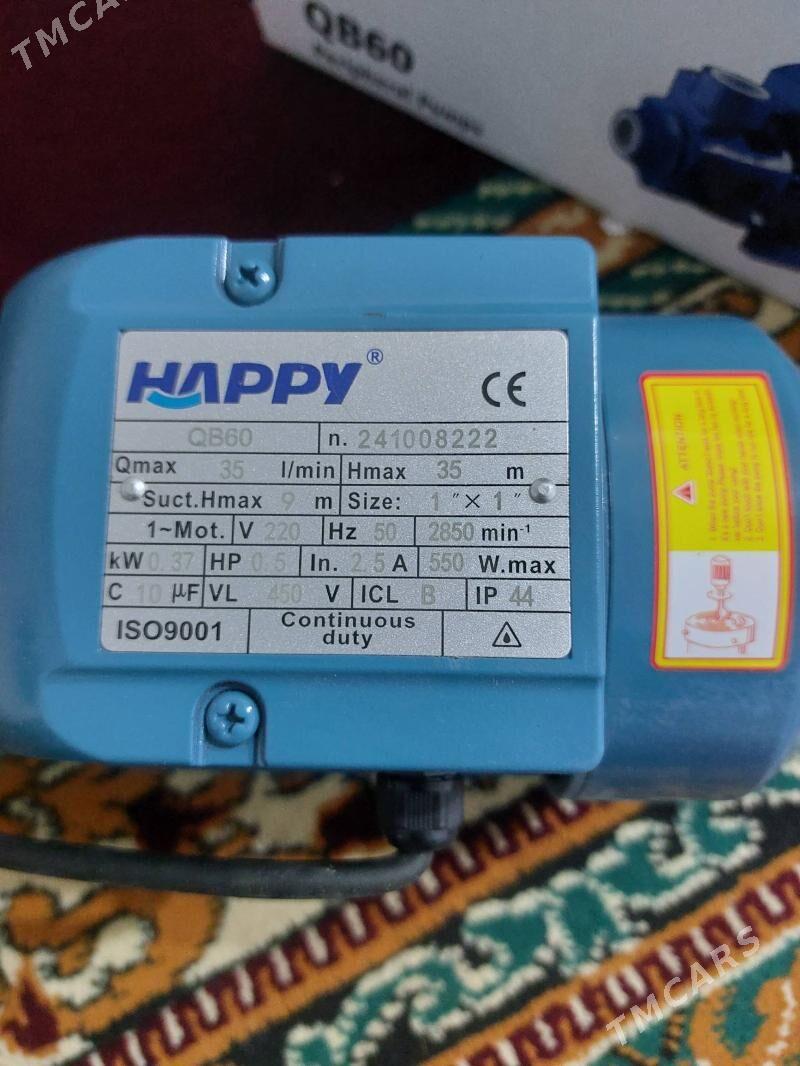 TMCARS
QB60
Peripheral Pumps
HAPPY®
CE
QB60 n. 241008222
Qmax 35 l/min Hmax 35 m
Suct.Hmax 9 m Size: 1 "× 1 "
1~Mot. V 220 Hz 50 2850 min-1
kW 0.37 HP 0.5 In. 2.5 A 550 W.max
C 10 μF VL 450 V ICL B IP 44
ISO9001 Continuous duty
ATTENTION
TMCARS